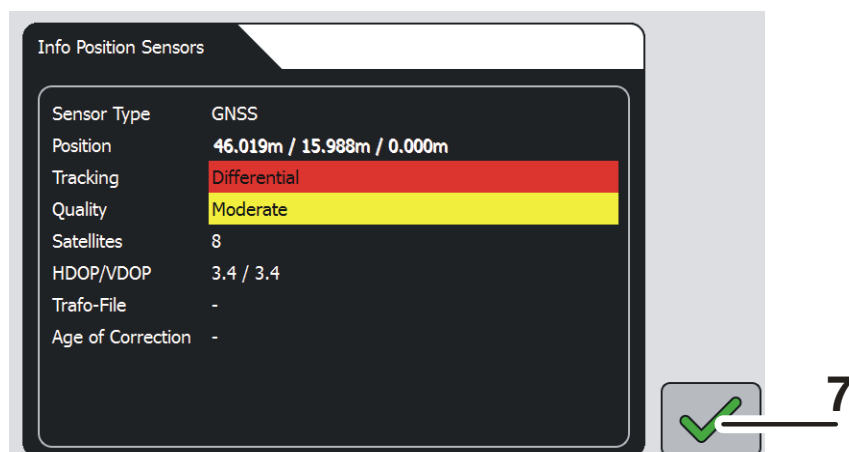 Info Position Sensors
Sensor Type GNSS
Position 46.019m / 15.988m / 0.000m
Tracking Differential
Quality Moderate
Satellites 8
HDOP/VDOP 3.4 / 3.4
Trafo-File -
Age of Correction -
7